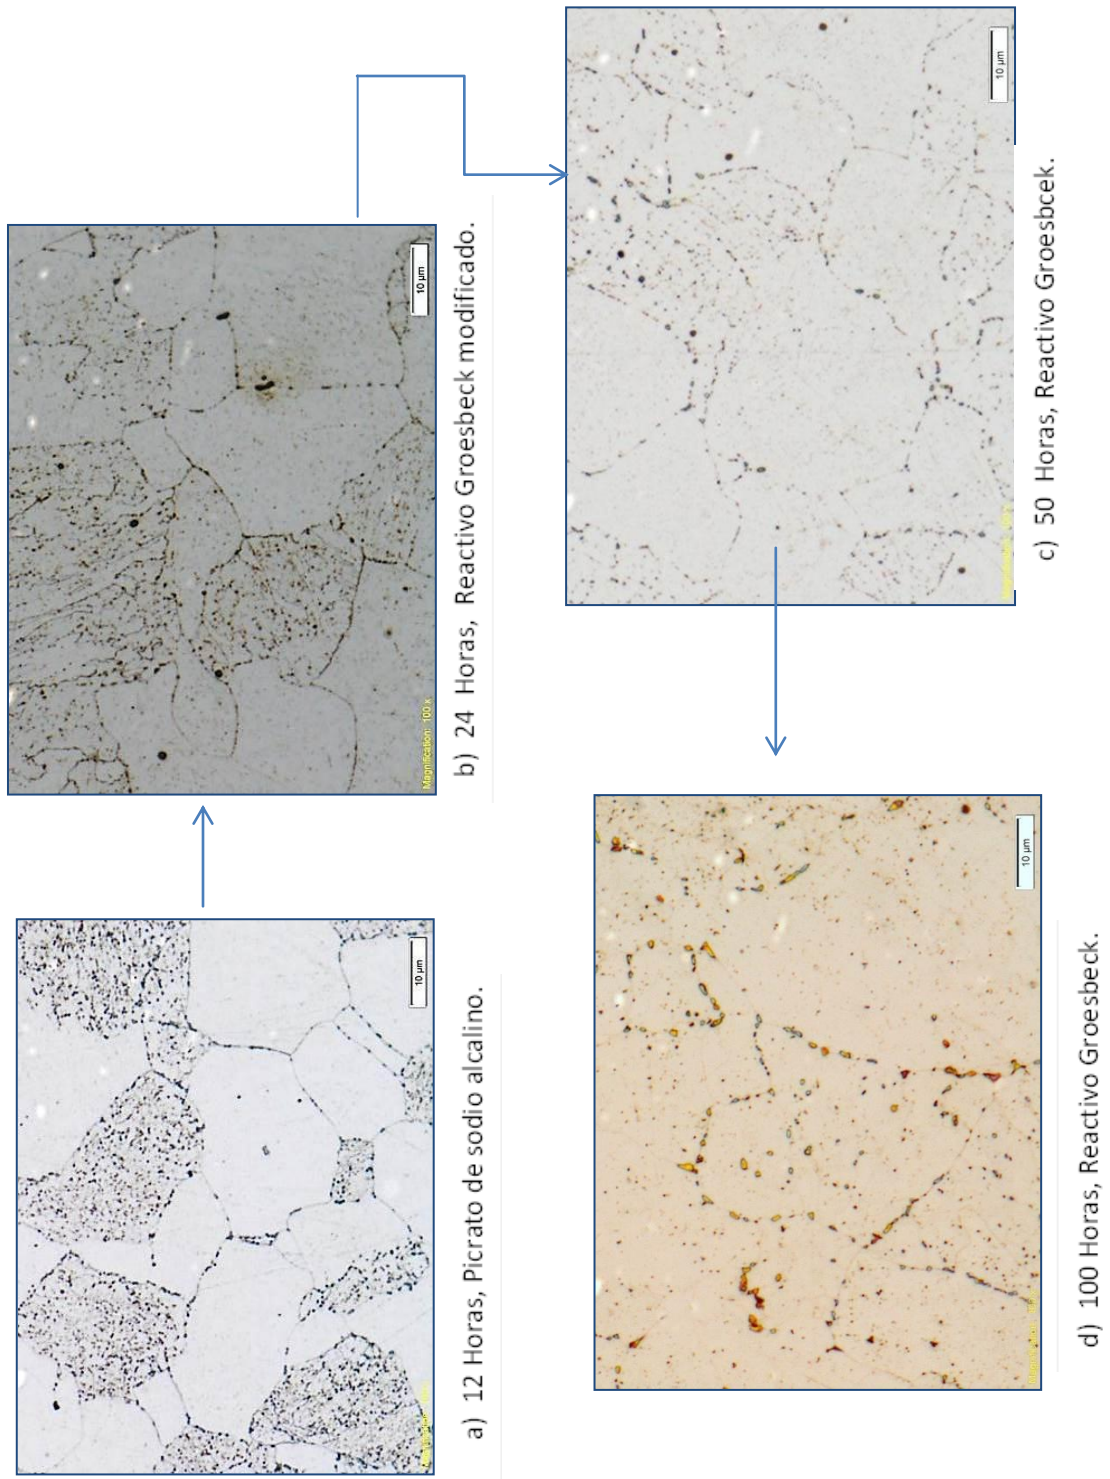 10 µm
a) 12 Horas, Picrato de sodio alcalino.
Magnification: 100 x
10 µm
b) 24 Horas, Reactivo Groesbeck modificado.
10 µm
c) 50 Horas, Reactivo Groesbcek.
10 µm
d) 100 Horas, Reactivo Groesbeck.